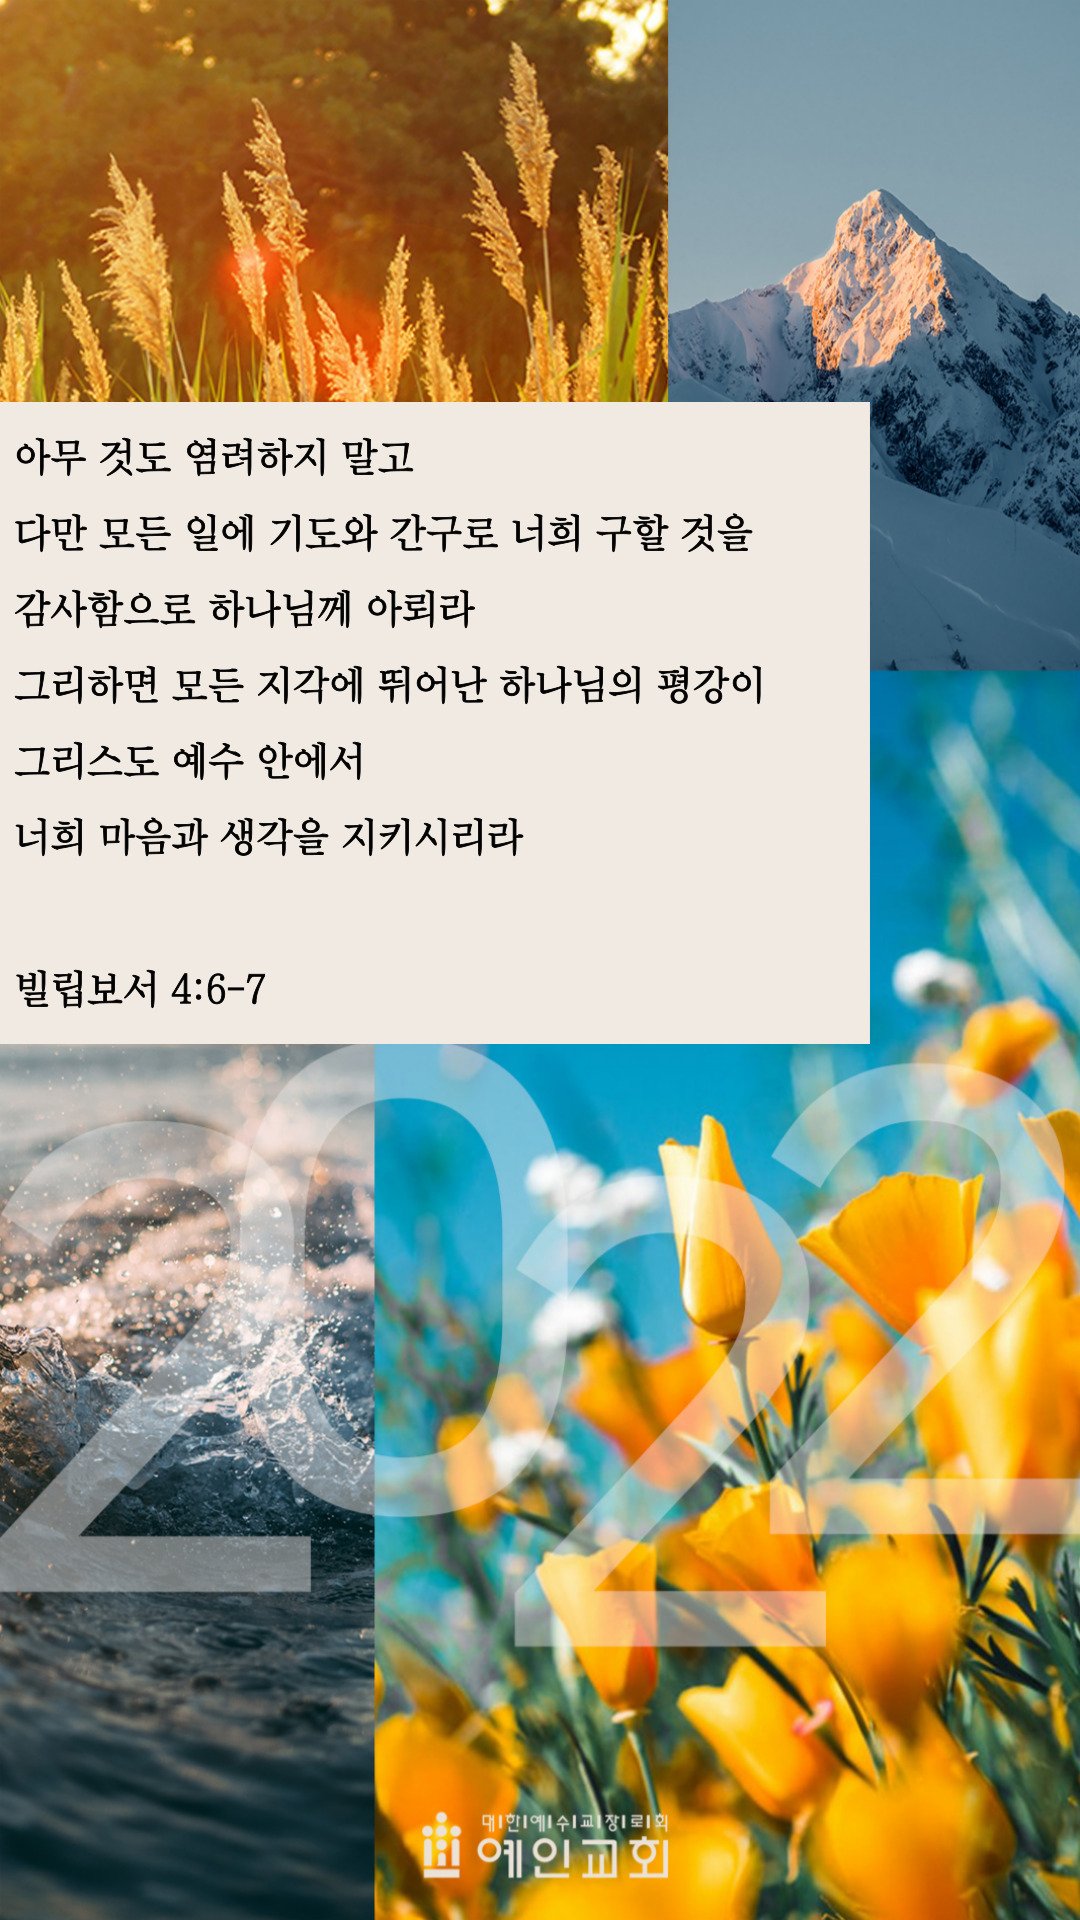 아무 것도 염려하지 말고
다만 모든 일에 기도와 간구로 너희 구할 것을
감사함으로 하나님께 아뢰라
그리하면 모든 지각에 뛰어난 하나님의 평강이
그리스도 예수 안에서
너희 마음과 생각을 지키시리라
빌립보서 4:6-7
2022
대한예수교장로회
예인교회